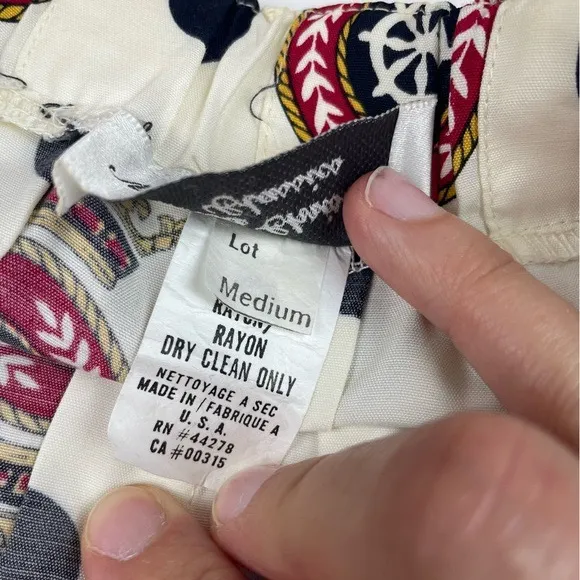 Lot
Medium
RAYON/
RAYON
DRY CLEAN ONLY
NETTOYAGE A SEC
MADE IN/FABRIQUE A
U.S.A.
RN #44278
CA #00315